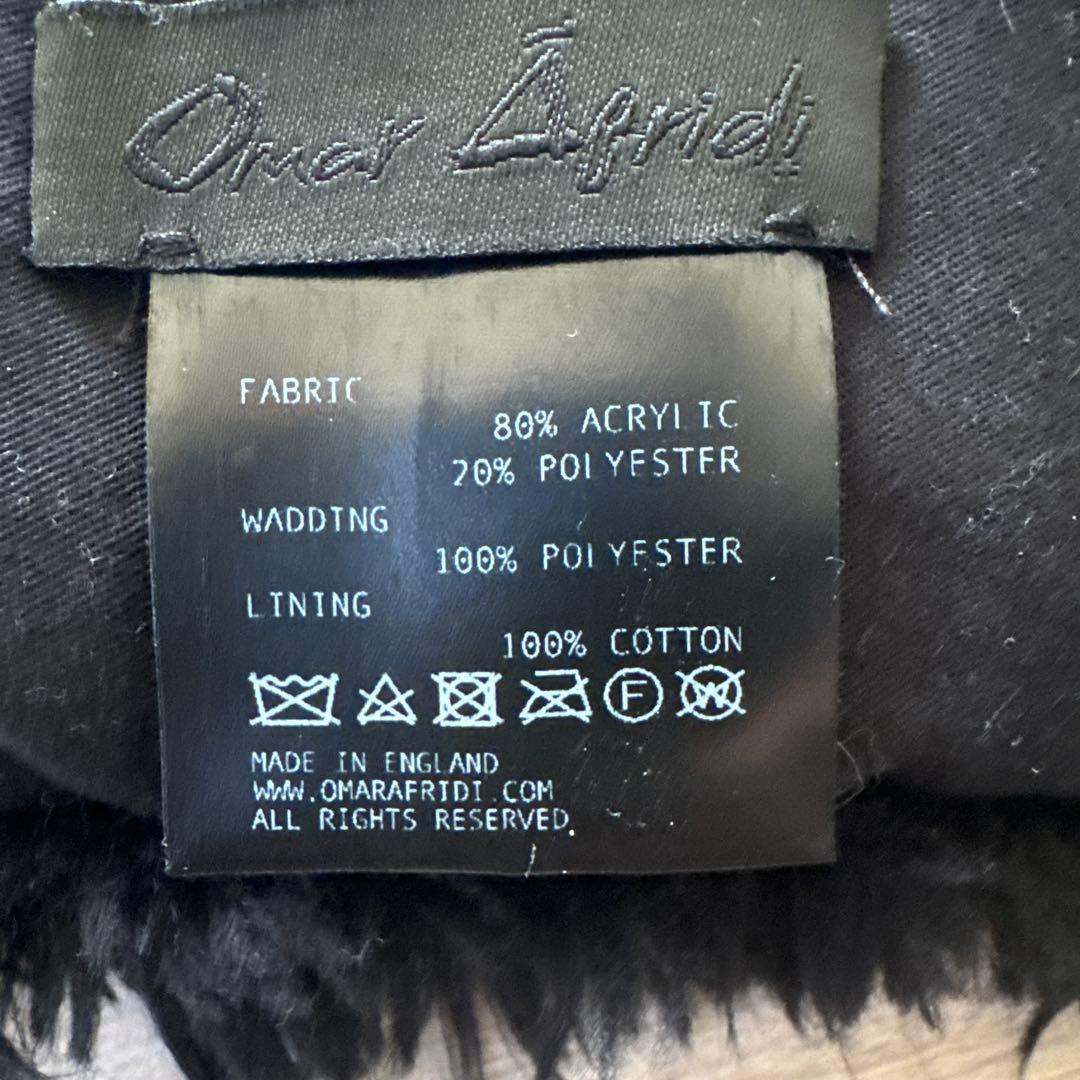 Omar Afridi
FABRIC
80% ACRYLIC
20% POLYESTER
WADDING
100% POLYESTER
LINING
100% COTTON
F W
MADE IN ENGLAND
WWW.OMARAFRIDI.COM
ALL RIGHTS RESERVED.